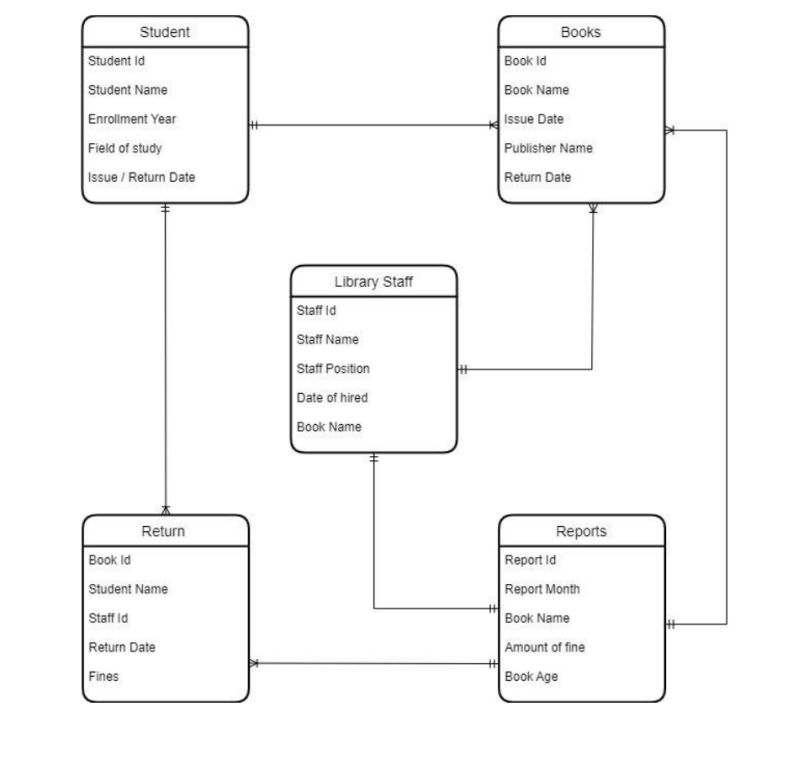 Student
Student Id
Student Name
Enrollment Year
Field of study
Issue / Return Date
Books
Book Id
Book Name
Issue Date
Publisher Name
Return Date
Library Staff
Staff Id
Staff Name
Staff Position
Date of hired
Book Name
Return
Book Id
Student Name
Staff Id
Return Date
Fines
Reports
Report Id
Report Month
Book Name
Amount of fine
Book Age